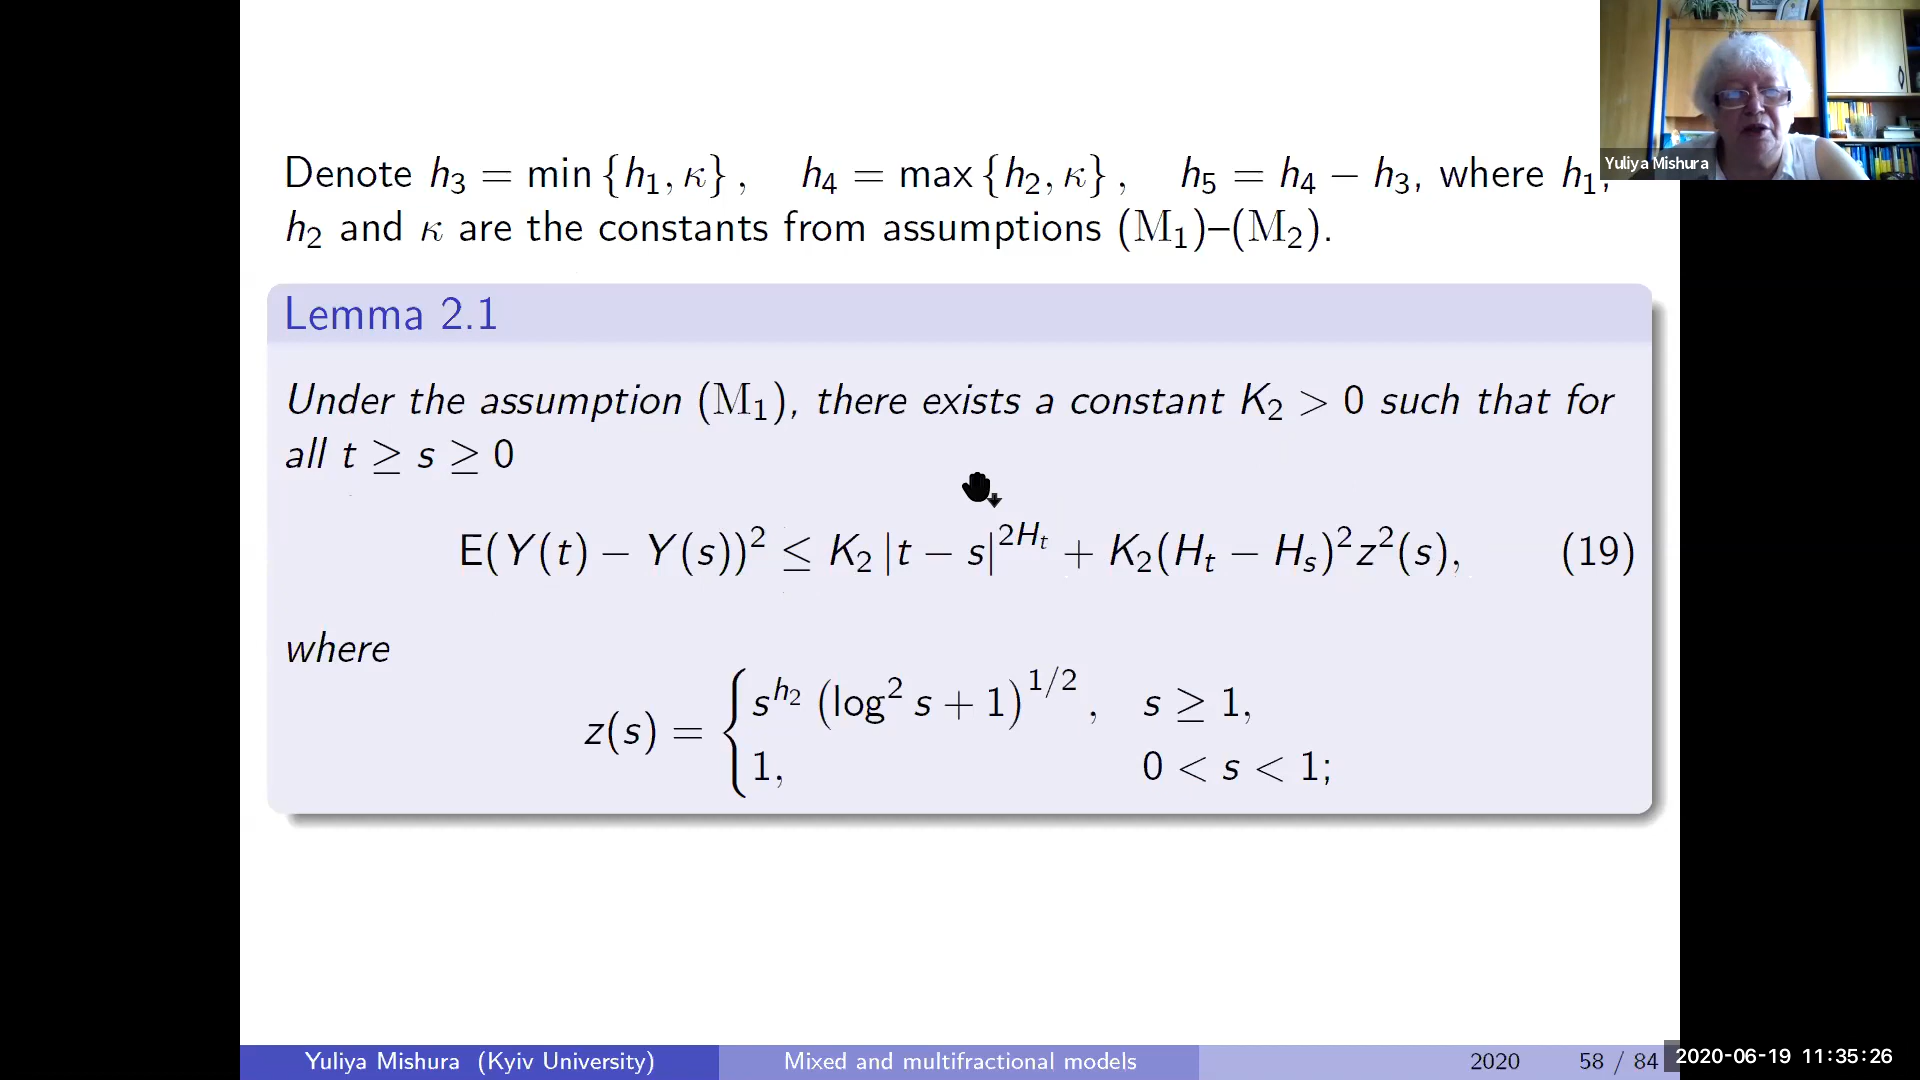 Denote h₃ = min {h₁, κ} , h₄ = max {h₂, κ} , h₅ = h₄ − h₃, where h₁,
h₂ and κ are the constants from assumptions (M₁)–(M₂).
Lemma 2.1
Under the assumption (M₁), there exists a constant K₂ > 0 such that for
all t ≥ s ≥ 0
E(Y(t) − Y(s))² ≤ K₂ |t − s|^{2H_t} + K₂(H_t − H_s)²z²(s), (19)
where
z(s) = { s^{h₂} (log² s + 1)^{1/2} , s ≥ 1,
1, 0 < s < 1;
Yuliya Mishura (Kyiv University) Mixed and multifractional models 2020 58 / 84
Yuliya Mishura
2020-06-19 11:35:26